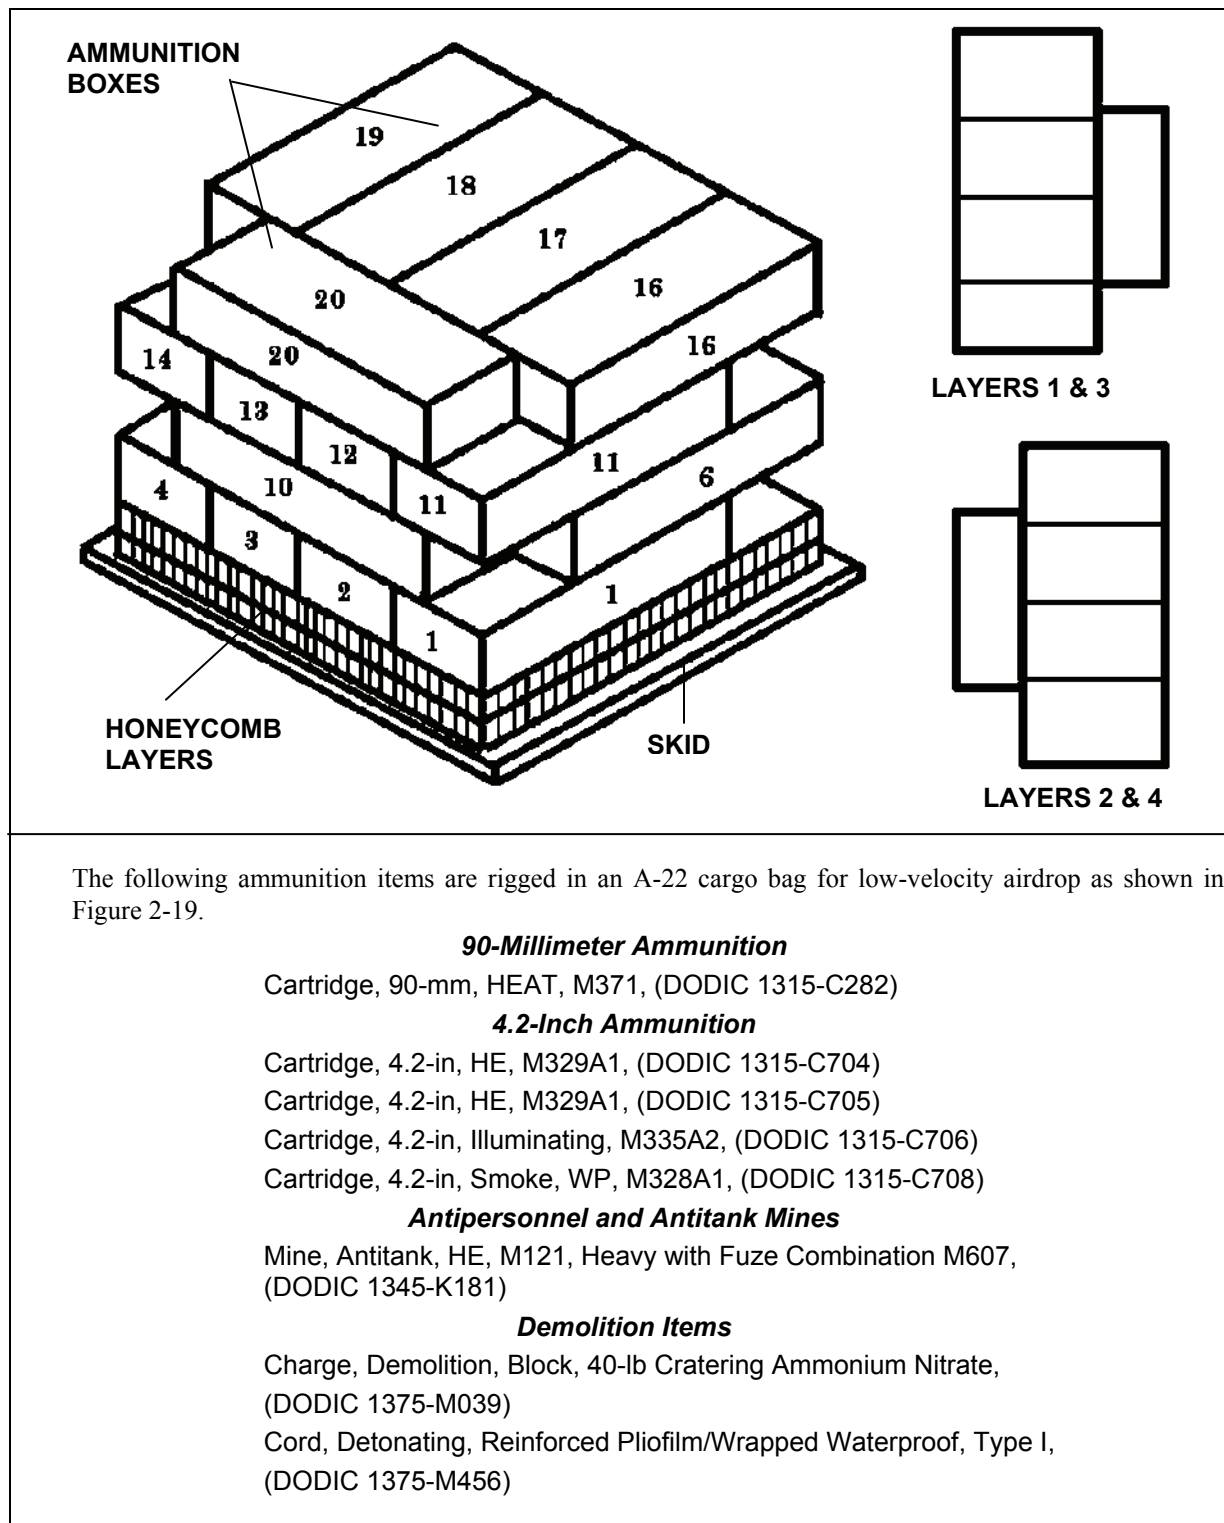 AMMUNITION
BOXES
19
18
17
16
20
20
16
14
13
12
11
11
10
6
4
3
2
1
1
HONEYCOMB
LAYERS
SKID
LAYERS 1 & 3
LAYERS 2 & 4
The following ammunition items are rigged in an A-22 cargo bag for low-velocity airdrop as shown in
Figure 2-19.
90-Millimeter Ammunition
Cartridge, 90-mm, HEAT, M371, (DODIC 1315-C282)
4.2-Inch Ammunition
Cartridge, 4.2-in, HE, M329A1, (DODIC 1315-C704)
Cartridge, 4.2-in, HE, M329A1, (DODIC 1315-C705)
Cartridge, 4.2-in, Illuminating, M335A2, (DODIC 1315-C706)
Cartridge, 4.2-in, Smoke, WP, M328A1, (DODIC 1315-C708)
Antipersonnel and Antitank Mines
Mine, Antitank, HE, M121, Heavy with Fuze Combination M607,
(DODIC 1345-K181)
Demolition Items
Charge, Demolition, Block, 40-lb Cratering Ammonium Nitrate,
(DODIC 1375-M039)
Cord, Detonating, Reinforced Pliofilm/Wrapped Waterproof, Type I,
(DODIC 1375-M456)